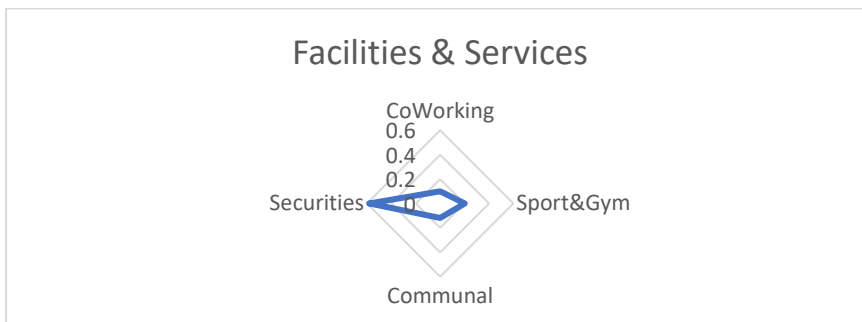 Facilities & Services
CoWorking
0.6
0.4
0.2
Securities 0 Sport&Gym
Communal